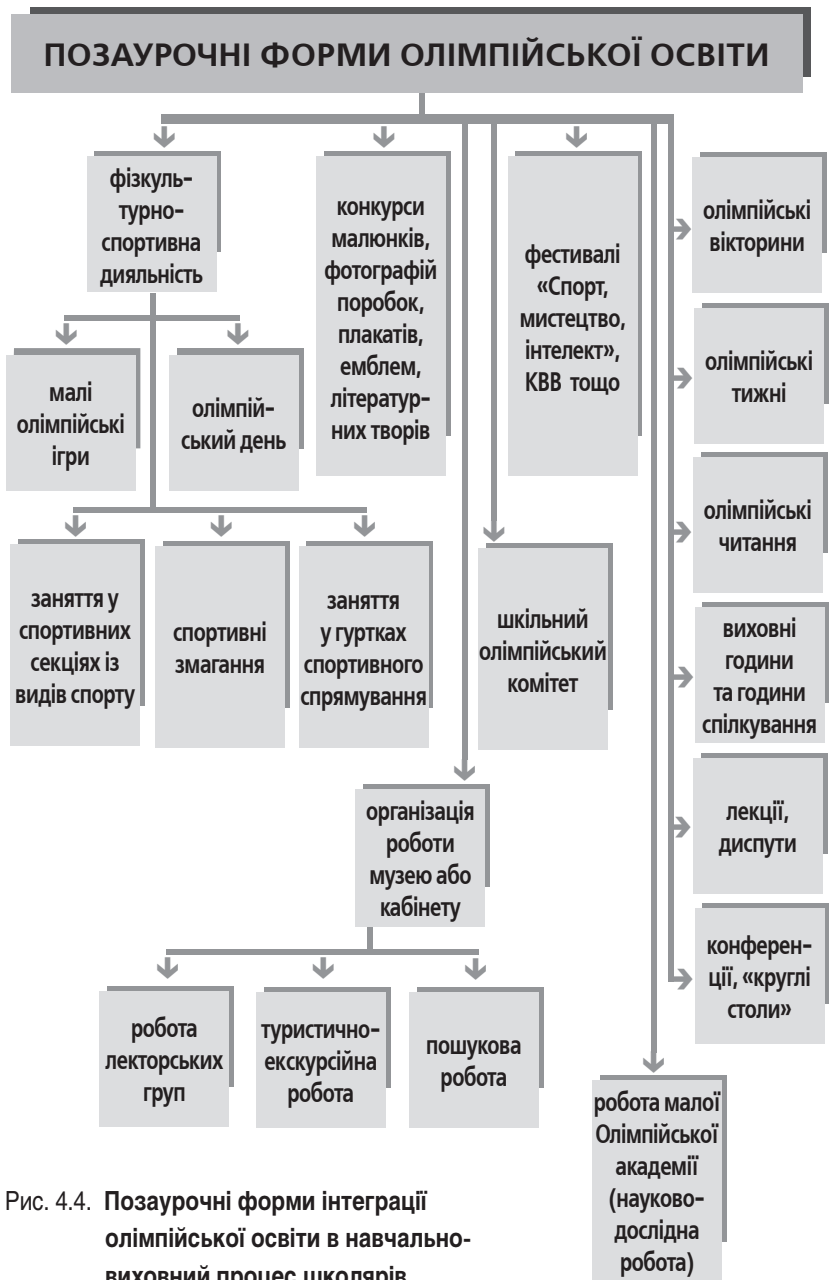 ПОЗАУРОЧНІ ФОРМИ ОЛІМПІЙСЬКОЇ ОСВІТИ
фізкуль-
турно-
спортивна
дияльність
малі
олімпійські
ігри
олімпій-
ський день
заняття у
спортивних
секціях із
видів спорту
спортивні
змагання
заняття
у гуртках
спортивного
спрямування
конкурси
малюнків,
фотографій
поробок,
плакатів,
емблем,
літератур-
них творів
організація
роботи
музею або
кабінету
робота
лекторських
груп
туристично-
екскурсійна
робота
пошукова
робота
шкільний
олімпійський
комітет
фестивалі
«Спорт,
мистецтво,
інтелект»,
КВВ тощо
робота малої
Олімпійської
академії
(науково-
дослідна
робота)
олімпійські
вікторини
олімпійські
тижні
олімпійські
читання
виховні
години
та години
спілкування
лекції,
диспути
конферен-
ції, «круглі
столи»
Рис. 4.4. Позаурочні форми інтеграції
олімпійської освіти в навчально-
виховний процес школярів